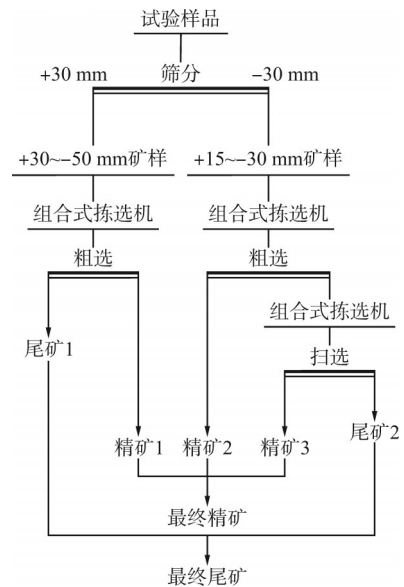 试验样品
+30 mm 筛分 -30 mm
+30~-50 mm矿样 +15~-30 mm矿样
组合式拣选机 组合式拣选机
粗选 粗选
组合式拣选机
尾矿1 扫选
精矿1 精矿2 精矿3 尾矿2
最终精矿
最终尾矿